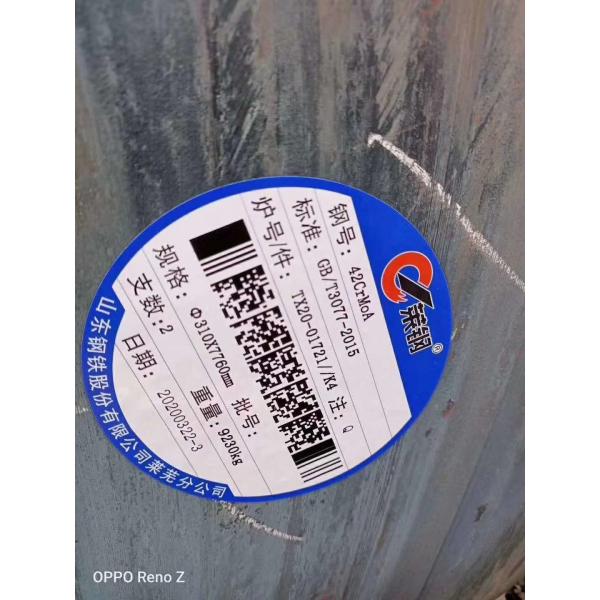 莱钢®
钢号: 42CrMoA
标准: GB/T3077-2015
炉号/件: TX20-01721//K4 注: Q
规格: Φ310X7760mm 批号:
支数:2 重量: 9230kg
日期: 20200322-3
山东钢铁股份有限公司莱芜分公司
OPPO Reno Z